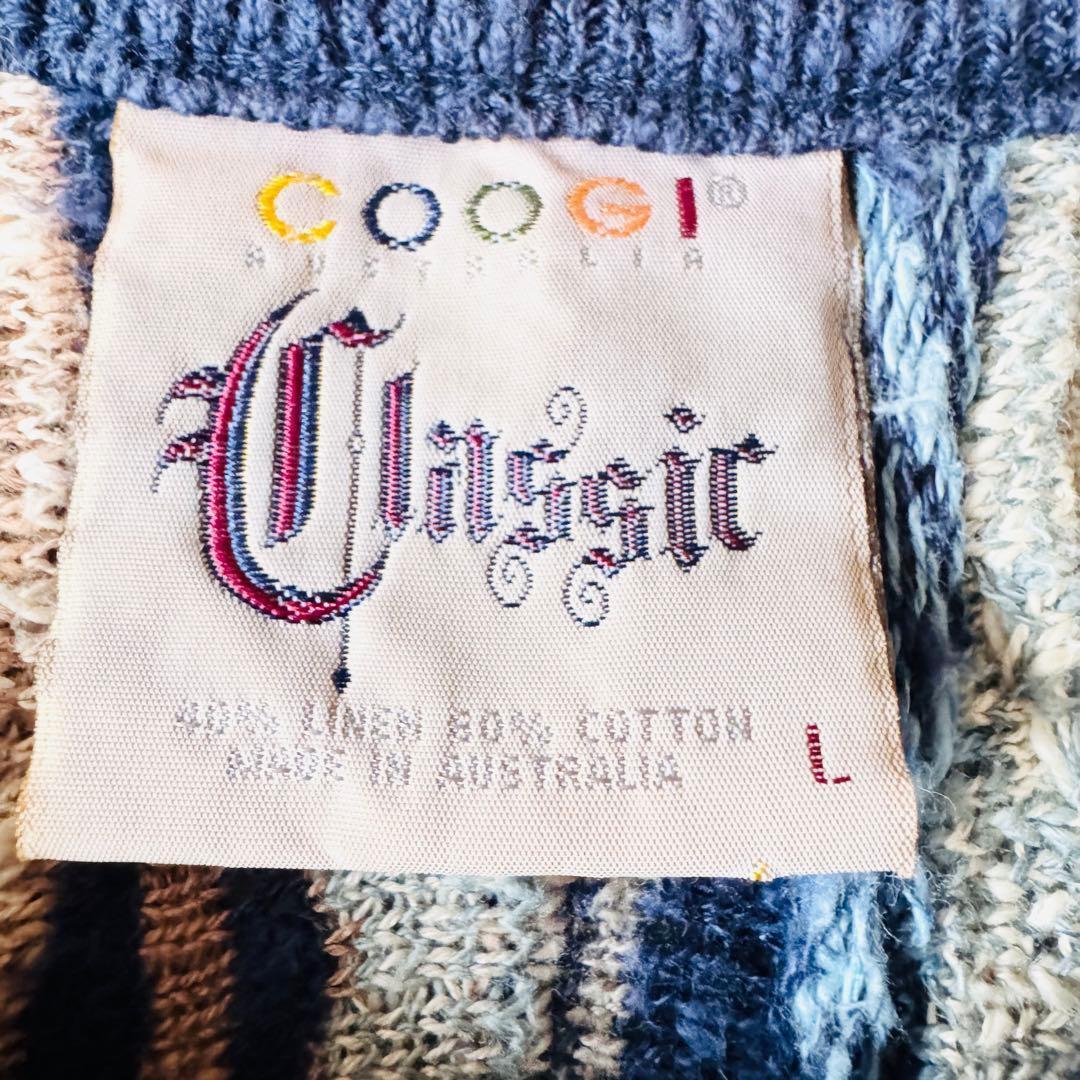 COOGI®
AUSTRALIA
Classic
40% LINEN 60% COTTON
MADE IN AUSTRALIA
L